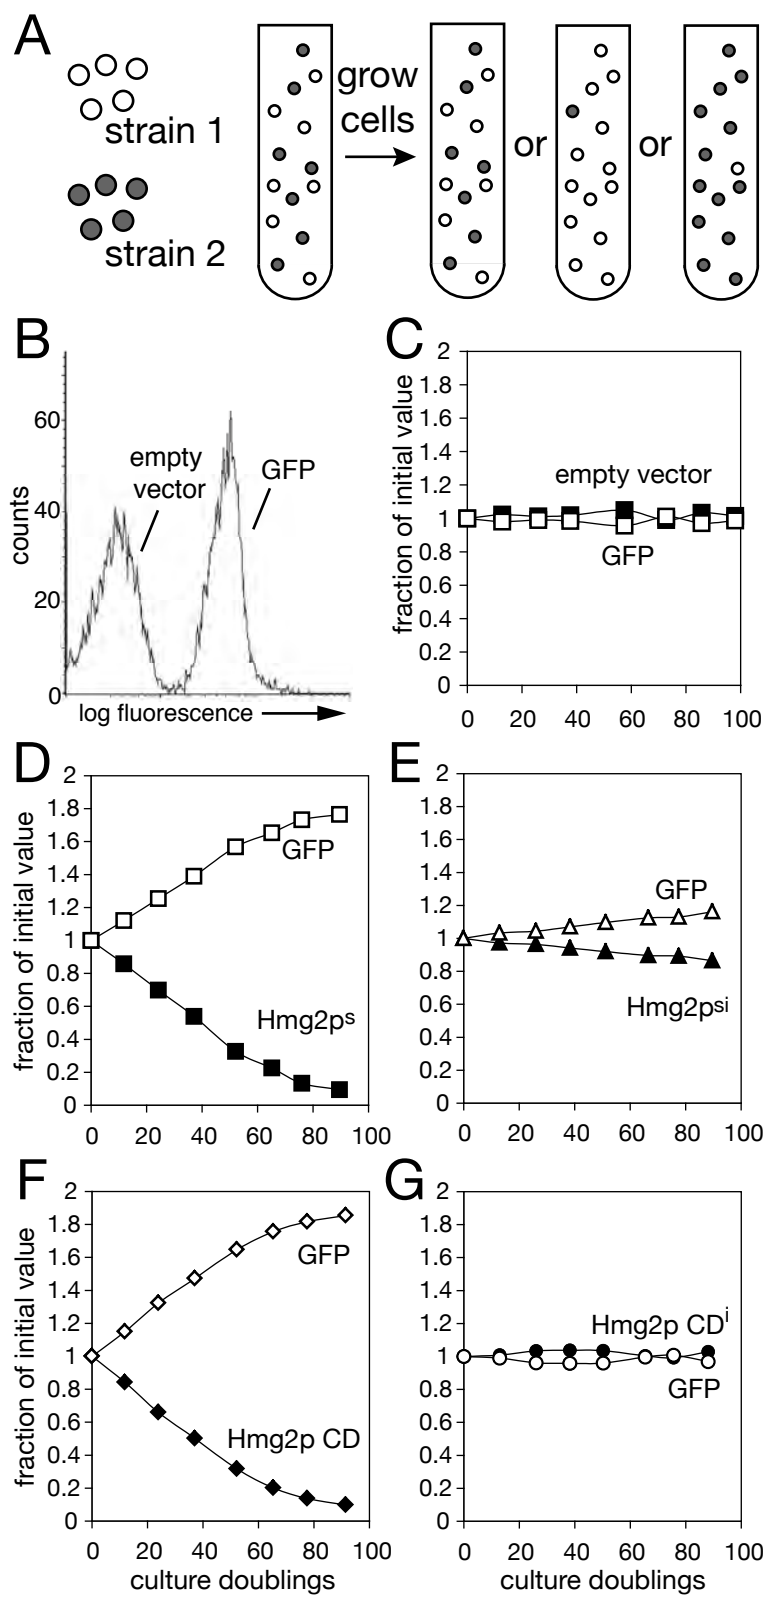 A
strain 1
strain 2
grow
cells
or
or
B
60
40
20
0
counts
empty
vector
GFP
log fluorescence
C
2
1.8
1.6
1.4
1.2
1
0.8
0.6
0.4
0.2
0
fraction of initial value
empty vector
GFP
0 20 40 60 80 100
D
2
1.8
1.6
1.4
1.2
1
0.8
0.6
0.4
0.2
0
fraction of initial value
GFP
Hmg2ps
0 20 40 60 80 100
E
2
1.8
1.6
1.4
1.2
1
0.8
0.6
0.4
0.2
0
GFP
Hmg2psi
0 20 40 60 80 100
F
2
1.8
1.6
1.4
1.2
1
0.8
0.6
0.4
0.2
0
fraction of initial value
GFP
Hmg2p CD
0 20 40 60 80 100
culture doublings
G
2
1.8
1.6
1.4
1.2
1
0.8
0.6
0.4
0.2
0
Hmg2p CDi
GFP
0 20 40 60 80 100
culture doublings